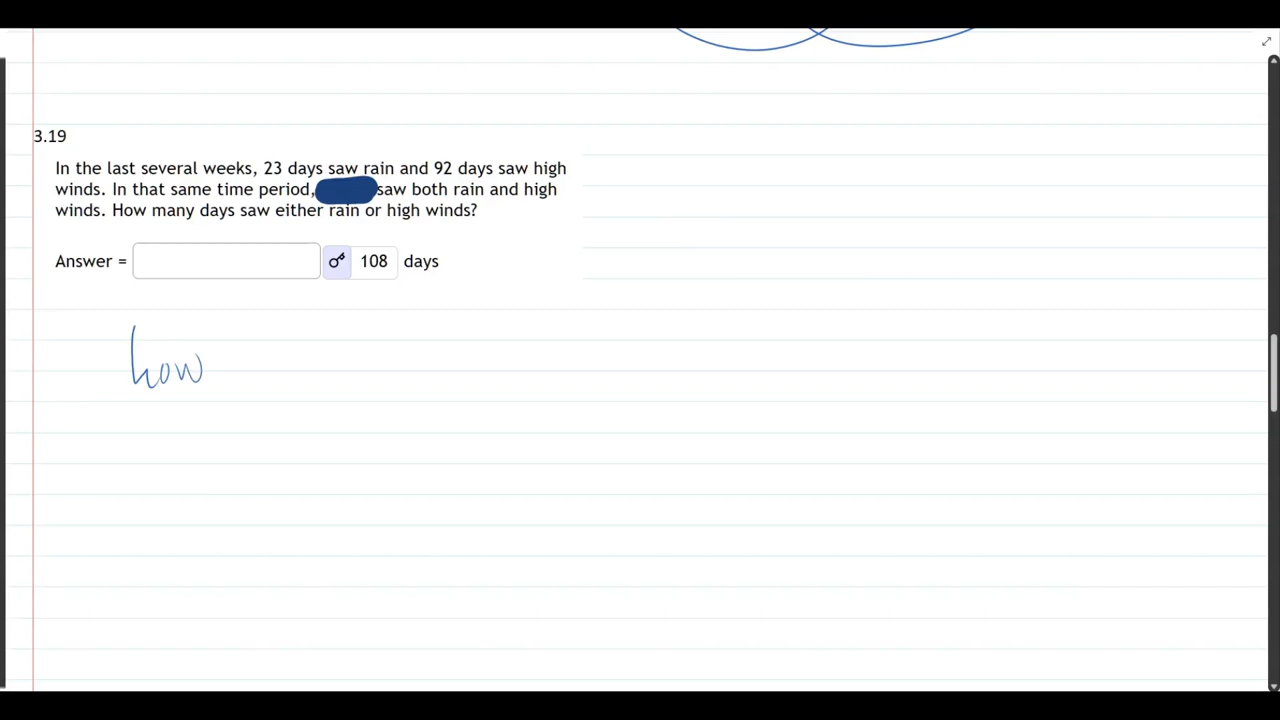 3.19
In the last several weeks, 23 days saw rain and 92 days saw high
winds. In that same time period, saw both rain and high
winds. How many days saw either rain or high winds?
Answer = 108 days
how